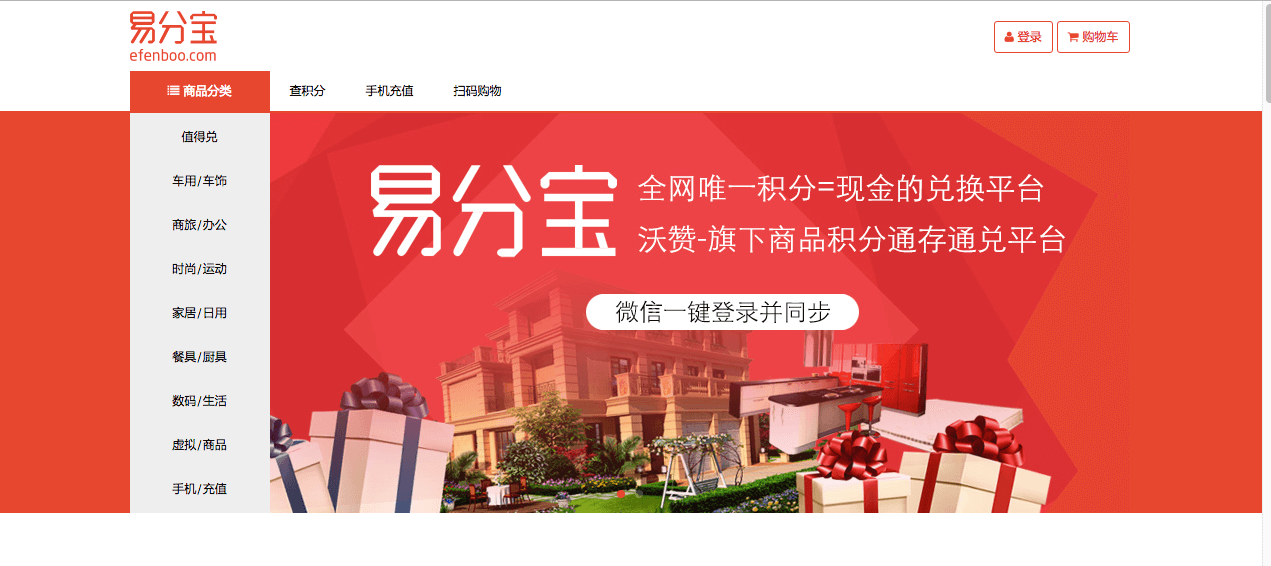 易分宝
efenboo.com
登录 购物车
商品分类 查积分 手机充值 扫码购物
值得兑
车用/车饰
商旅/办公
时尚/运动
家居/日用
餐具/厨具
数码/生活
虚拟/商品
手机/充值
易分宝
全网唯一积分=现金的兑换平台
沃赞-旗下商品积分通存通兑平台
微信一键登录并同步